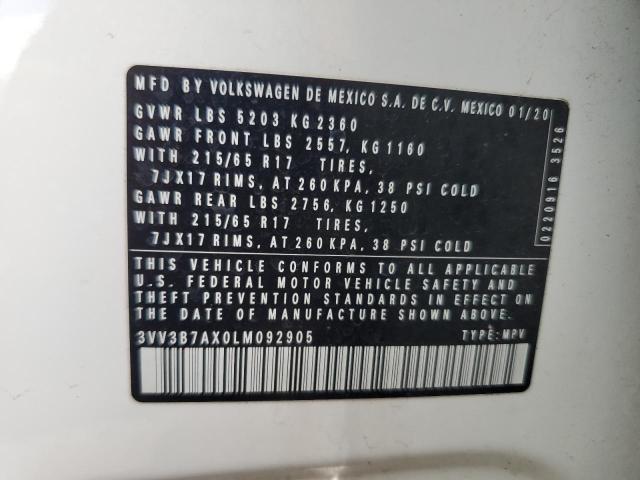 MFD BY VOLKSWAGEN DE MEXICO S.A. DE C.V. MEXICO 01/20
GVWR LBS 5203 KG 2360
GAWR FRONT LBS 2557, KG 1160
WITH 215/65 R17 TIRES,
7JX17 RIMS, AT 260 KPA, 38 PSI COLD
GAWR REAR LBS 2756, KG 1250
WITH 215/65 R17 TIRES,
7JX17 RIMS, AT 260 KPA, 38 PSI COLD
THIS VEHICLE CONFORMS TO ALL APPLICABLE
U.S. FEDERAL MOTOR VEHICLE SAFETY AND
THEFT PREVENTION STANDARDS IN EFFECT ON
THE DATE OF MANUFACTURE SHOWN ABOVE.
3VV3B7AX0LM092905 TYPE: MPV
0220916 3526